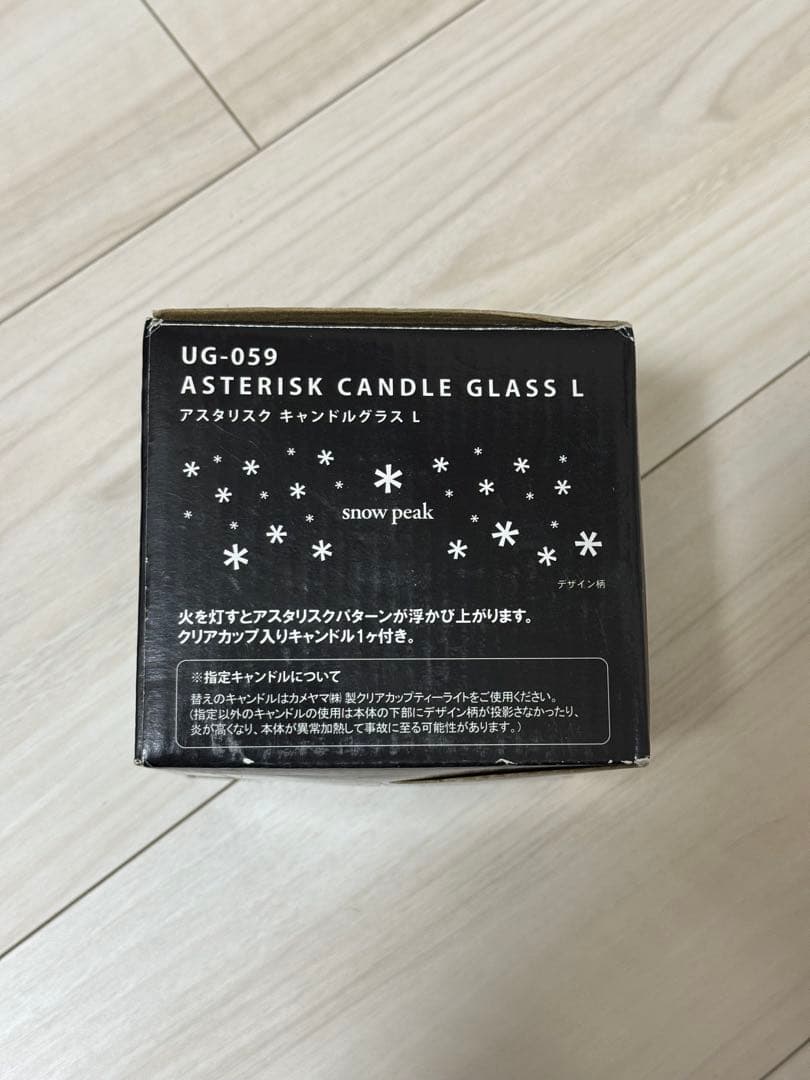 UG-059
ASTERISK CANDLE GLASS L
アスタリスク キャンドルグラス L
snow peak
デザイン柄
火を灯すとアスタリスクパターンが浮かび上がります。
クリアカップ入りキャンドル1ヶ付き。
※指定キャンドルについて
替えのキャンドルはカメヤマ㈱製クリアカップティーライトをご使用ください。
(指定以外のキャンドルの使用は本体の下部にデザイン柄が投影さなかったり、
炎が高くなり、本体が異常加熱して事故に至る可能性があります。)